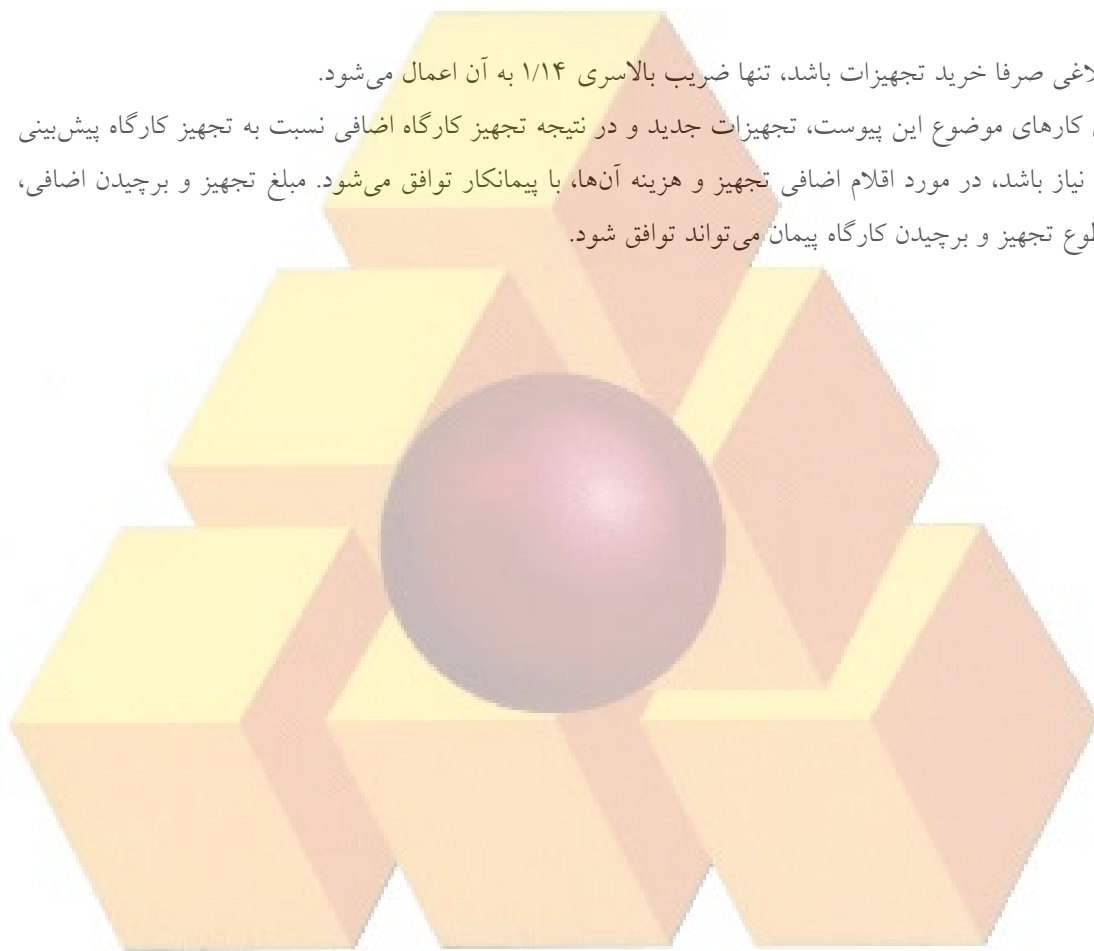 صرفا خرید تجهیزات باشد، تنها ضریب بالاسری ۱/۱۴ به آن اعمال می‌شود.
کارهای موضوع این پیوست، تجهیزات جدید و در نتیجه تجهیز کارگاه اضافی نسبت به تجهیز کارگاه پیش‌بینی
نیاز باشد، در مورد اقلام اضافی تجهیز و هزینه آن‌ها، با پیمانکار توافق می‌شود. مبلغ تجهیز و برچیدن اضافی،
تجهیز و برچیدن کارگاه پیمان می‌تواند توافق شود.